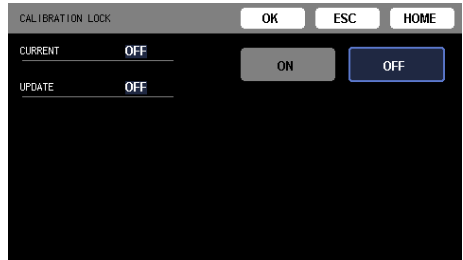 CALIBRATION LOCK OK ESC HOME
CURRENT OFF
ON OFF
UPDATE OFF